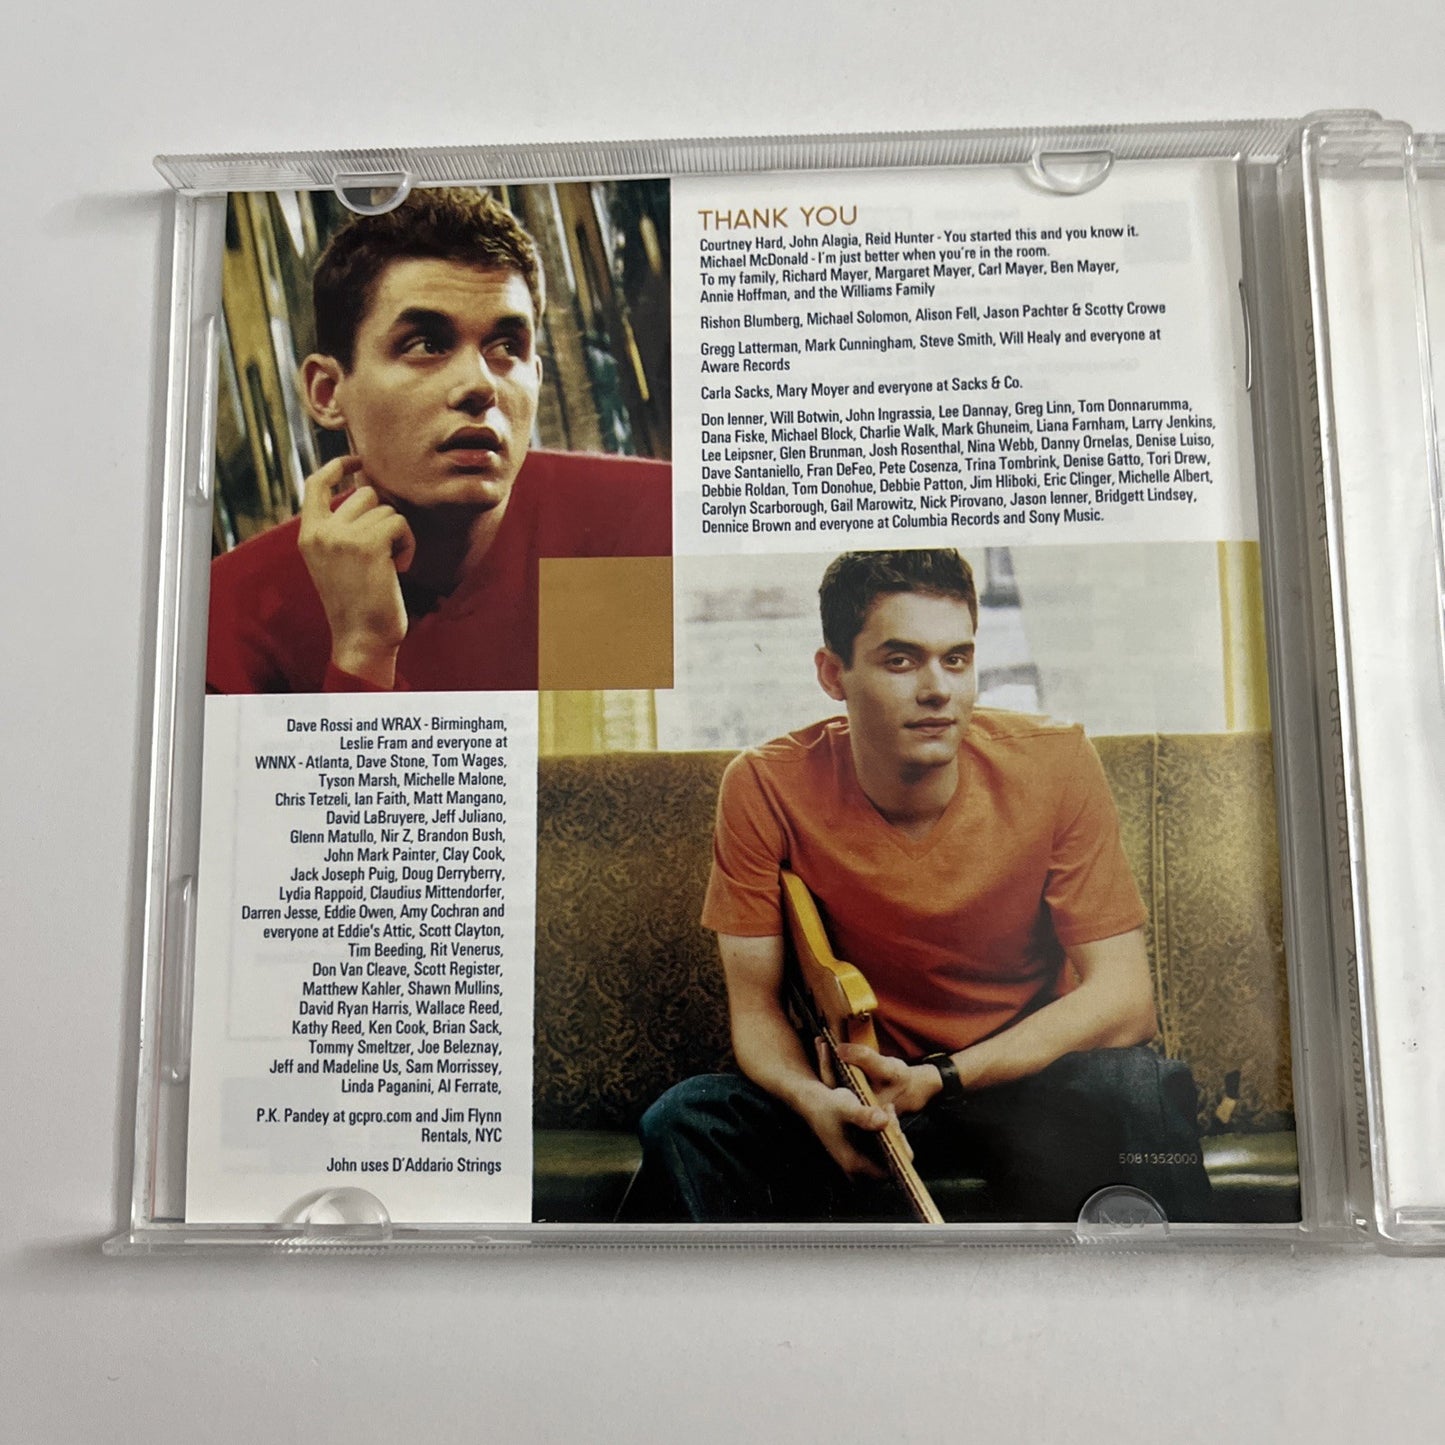 THANK YOU
Courtney Hard, John Alagia, Reid Hunter - You started this and you know it.
Michael McDonald - I'm just better when you're in the room.
To my family, Richard Mayer, Margaret Mayer, Carl Mayer, Ben Mayer,
Annie Hoffman, and the Williams Family
Rishon Blumberg, Michael Solomon, Alison Fell, Jason Pachter & Scotty Crowe
Gregg Latterman, Mark Cunningham, Steve Smith, Will Healy and everyone at
Aware Records
Carla Sacks, Mary Moyer and everyone at Sacks & Co.
Don Ienner, Will Botwin, John Ingrassia, Lee Dannay, Greg Linn, Tom Donnarumma,
Dana Fiske, Michael Block, Charlie Walk, Mark Ghuneim, Liana Farnham, Larry Jenkins,
Lee Leipsner, Glen Brunman, Josh Rosenthal, Nina Webb, Danny Ornelas, Denise Luiso,
Dave Santaniello, Fran DeFeo, Pete Cosenza, Trina Tombrink, Denise Gatto, Tori Drew,
Debbie Roldan, Tom Donohue, Debbie Patton, Jim Hliboki, Eric Clinger, Michelle Albert,
Carolyn Scarborough, Gail Marowitz, Nick Pirovano, Jason Ienner, Bridgett Lindsey,
Dennice Brown and everyone at Columbia Records and Sony Music.
Dave Rossi and WRAX - Birmingham,
Leslie Fram and everyone at
WNNX - Atlanta, Dave Stone, Tom Wages,
Tyson Marsh, Michelle Malone,
Chris Tetzeli, Ian Faith, Matt Mangano,
David LaBruyere, Jeff Juliano,
Glenn Matullo, Nir Z, Brandon Bush,
John Mark Painter, Clay Cook,
Jack Joseph Puig, Doug Derryberry,
Lydia Rappoid, Claudius Mittendorfer,
Darren Jesse, Eddie Owen, Amy Cochran and
everyone at Eddie's Attic, Scott Clayton,
Tim Beeding, Rit Venerus,
Don Van Cleave, Scott Register,
Matthew Kahler, Shawn Mullins,
David Ryan Harris, Wallace Reed,
Kathy Reed, Ken Cook, Brian Sack,
Tommy Smeltzer, Joe Beleznay,
Jeff and Madeline Us, Sam Morrissey,
Linda Paganini, Al Ferrate,
P.K. Pandey at gcpro.com and Jim Flynn
Rentals, NYC
John uses D'Addario Strings
5081352000
JOHN MAYER ROOM FOR SQUARES